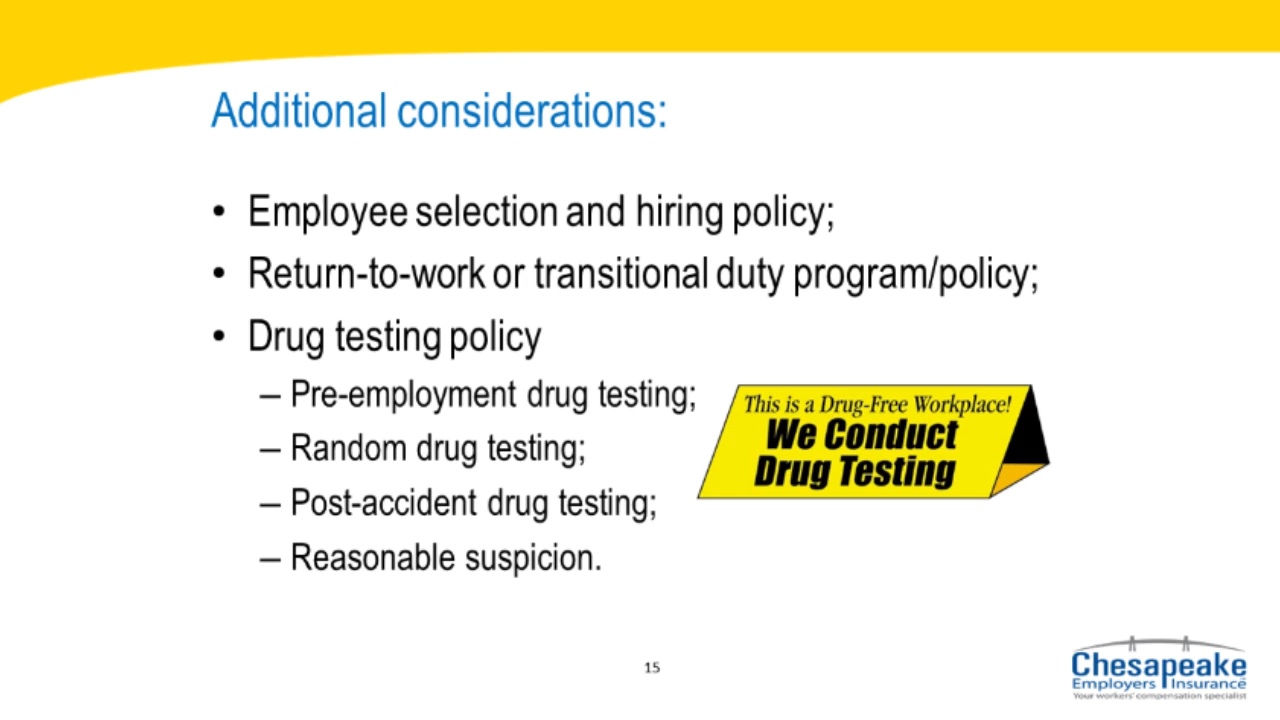 Additional considerations:
• Employee selection and hiring policy;
• Return-to-work or transitional duty program/policy;
• Drug testing policy
– Pre-employment drug testing;
– Random drug testing;
– Post-accident drug testing;
– Reasonable suspicion.
This is a Drug-Free Workplace!
We Conduct
Drug Testing
15
Chesapeake
Employers Insurance
Your workers' compensation specialist